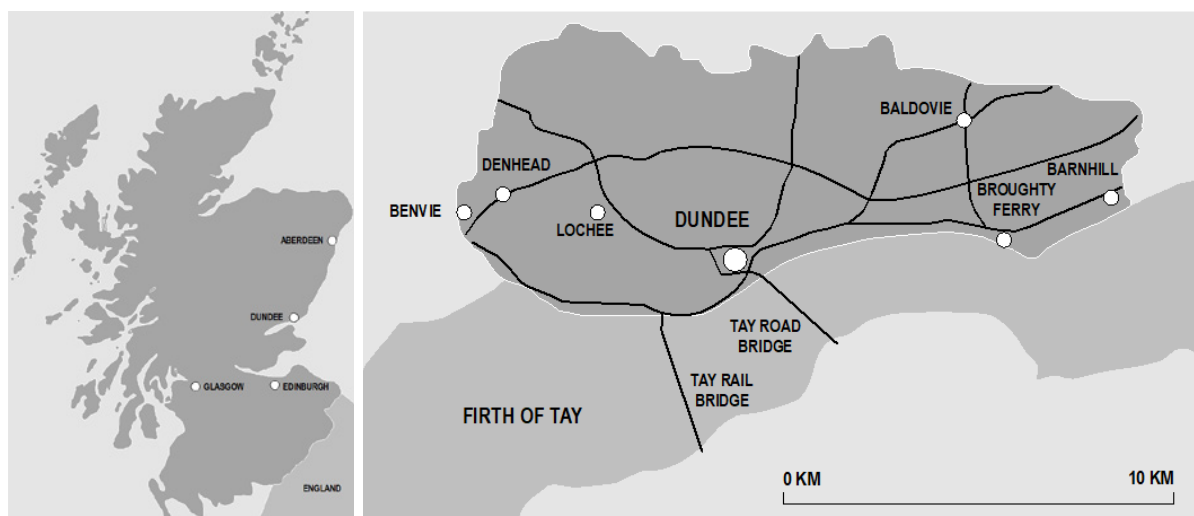 ABERDEEN
DUNDEE
GLASGOW
EDINBURGH
ENGLAND
BALDOVIE
DENHEAD
BARNHILL
BROUGHTY
FERRY
BENVIE
LOCHEE
DUNDEE
TAY ROAD
BRIDGE
TAY RAIL
BRIDGE
FIRTH OF TAY
0 KM
10 KM